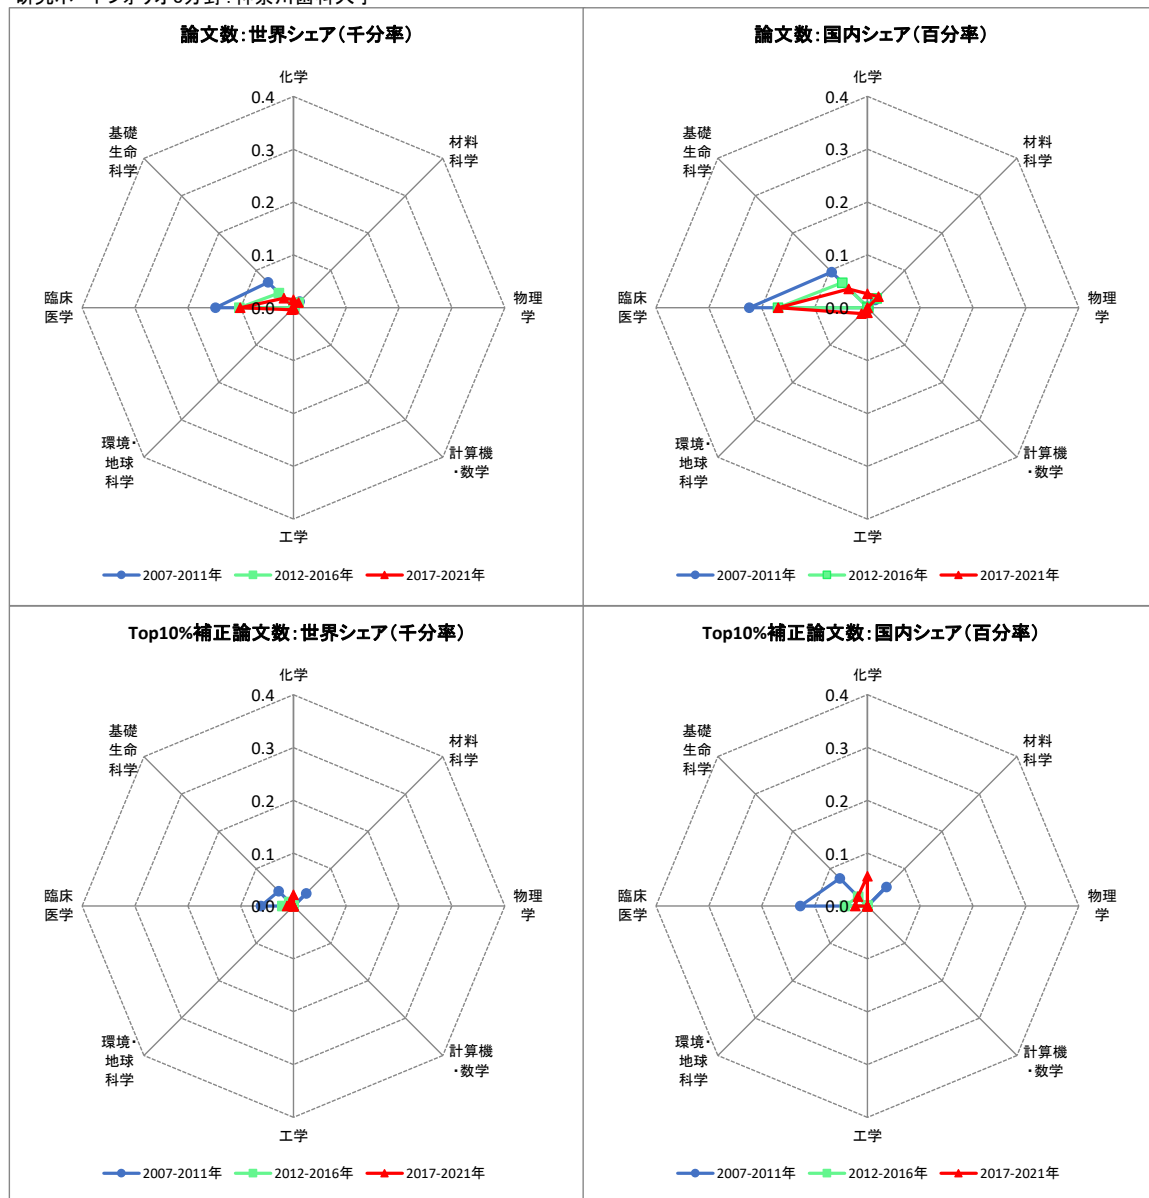 論文数：世界シェア（千分率）
化学
0.4
0.3
0.2
0.1
0.0
材料
科学
物理
学
計算機
・数学
工学
環境・
地球
科学
臨床
医学
基礎
生命
科学
2007-2011年
2012-2016年
2017-2021年
論文数：国内シェア（百分率）
化学
0.4
0.3
0.2
0.1
0.0
材料
科学
物理
学
計算機
・数学
工学
環境・
地球
科学
臨床
医学
基礎
生命
科学
2007-2011年
2012-2016年
2017-2021年
Top10%補正論文数：世界シェア（千分率）
化学
0.4
0.3
0.2
0.1
0.0
材料
科学
物理
学
計算機
・数学
工学
環境・
地球
科学
臨床
医学
基礎
生命
科学
2007-2011年
2012-2016年
2017-2021年
Top10%補正論文数：国内シェア（百分率）
化学
0.4
0.3
0.2
0.1
0.0
材料
科学
物理
学
計算機
・数学
工学
環境・
地球
科学
臨床
医学
基礎
生命
科学
2007-2011年
2012-2016年
2017-2021年